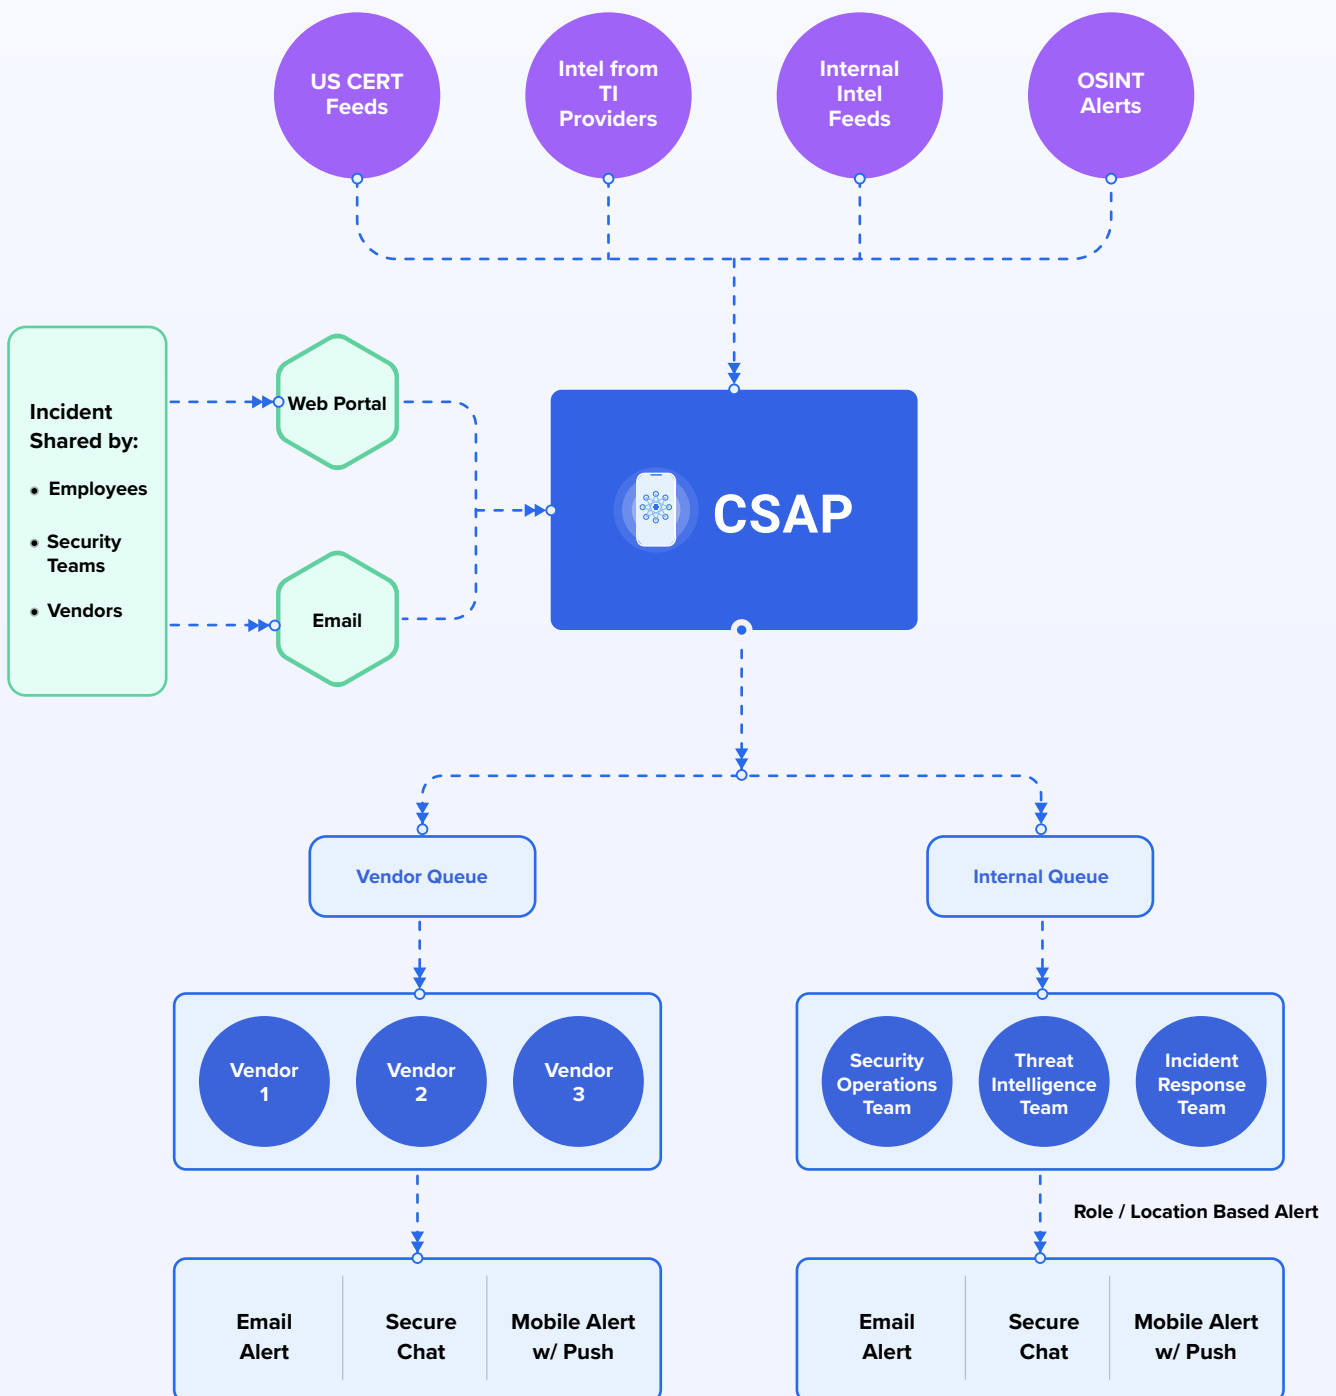 US CERT
Feeds
Intel from
TI
Providers
Internal
Intel
Feeds
OSINT
Alerts
Incident
Shared by:
Employees
Security
Teams
Vendors
Web Portal
Email
CSAP
Vendor Queue
Internal Queue
Vendor
1
Vendor
2
Vendor
3
Security
Operations
Team
Threat
Intelligence
Team
Incident
Response
Team
Role / Location Based Alert
Email
Alert
Secure
Chat
Mobile Alert
w/ Push
Email
Alert
Secure
Chat
Mobile Alert
w/ Push